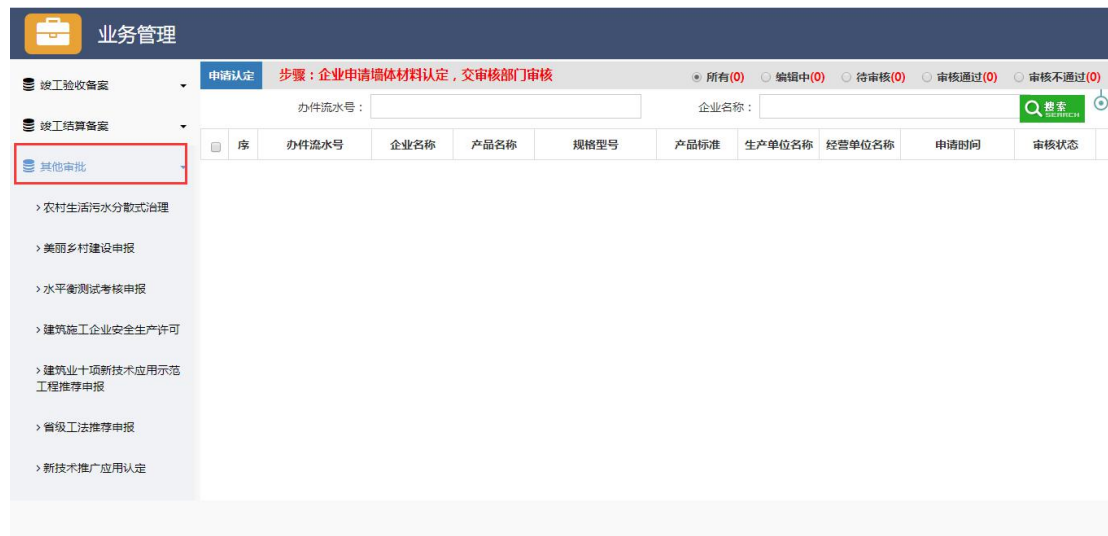 业务管理
竣工验收备案
竣工结算备案
其他审批
>农村生活污水分散式治理
>美丽乡村建设申报
>水平衡测试考核申报
>建筑施工企业安全生产许可
>建筑业十项新技术应用示范
工程推荐申报
>省级工法推荐申报
>新技术推广应用认定
申请认定 步骤：企业申请墙体材料认定，交审核部门审核 所有(0) 编辑中(0) 待审核(0) 审核通过(0) 审核不通过(0)
办件流水号： 企业名称： 搜索
SEARCH
序 办件流水号 企业名称 产品名称 规格型号 产品标准 生产单位名称 经营单位名称 申请时间 审核状态